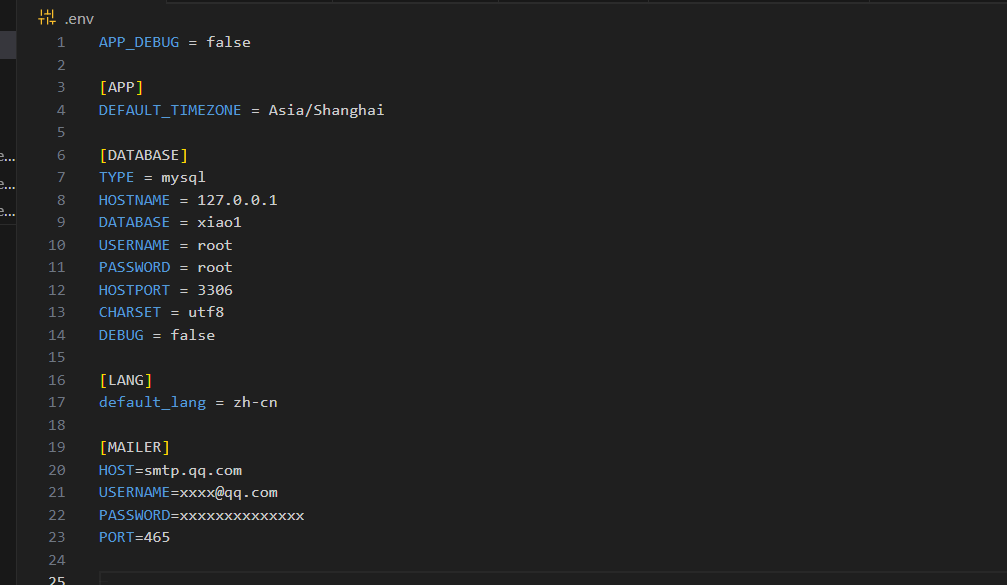 .env
1 APP_DEBUG = false
2
3 [APP]
4 DEFAULT_TIMEZONE = Asia/Shanghai
5
6 [DATABASE]
7 TYPE = mysql
8 HOSTNAME = 127.0.0.1
9 DATABASE = xiao1
10 USERNAME = root
11 PASSWORD = root
12 HOSTPORT = 3306
13 CHARSET = utf8
14 DEBUG = false
15
16 [LANG]
17 default_lang = zh-cn
18
19 [MAILER]
20 HOST=smtp.qq.com
21 USERNAME=xxxx@qq.com
22 PASSWORD=xxxxxxxxxxxxxx
23 PORT=465
24
25
e...
e...
e...